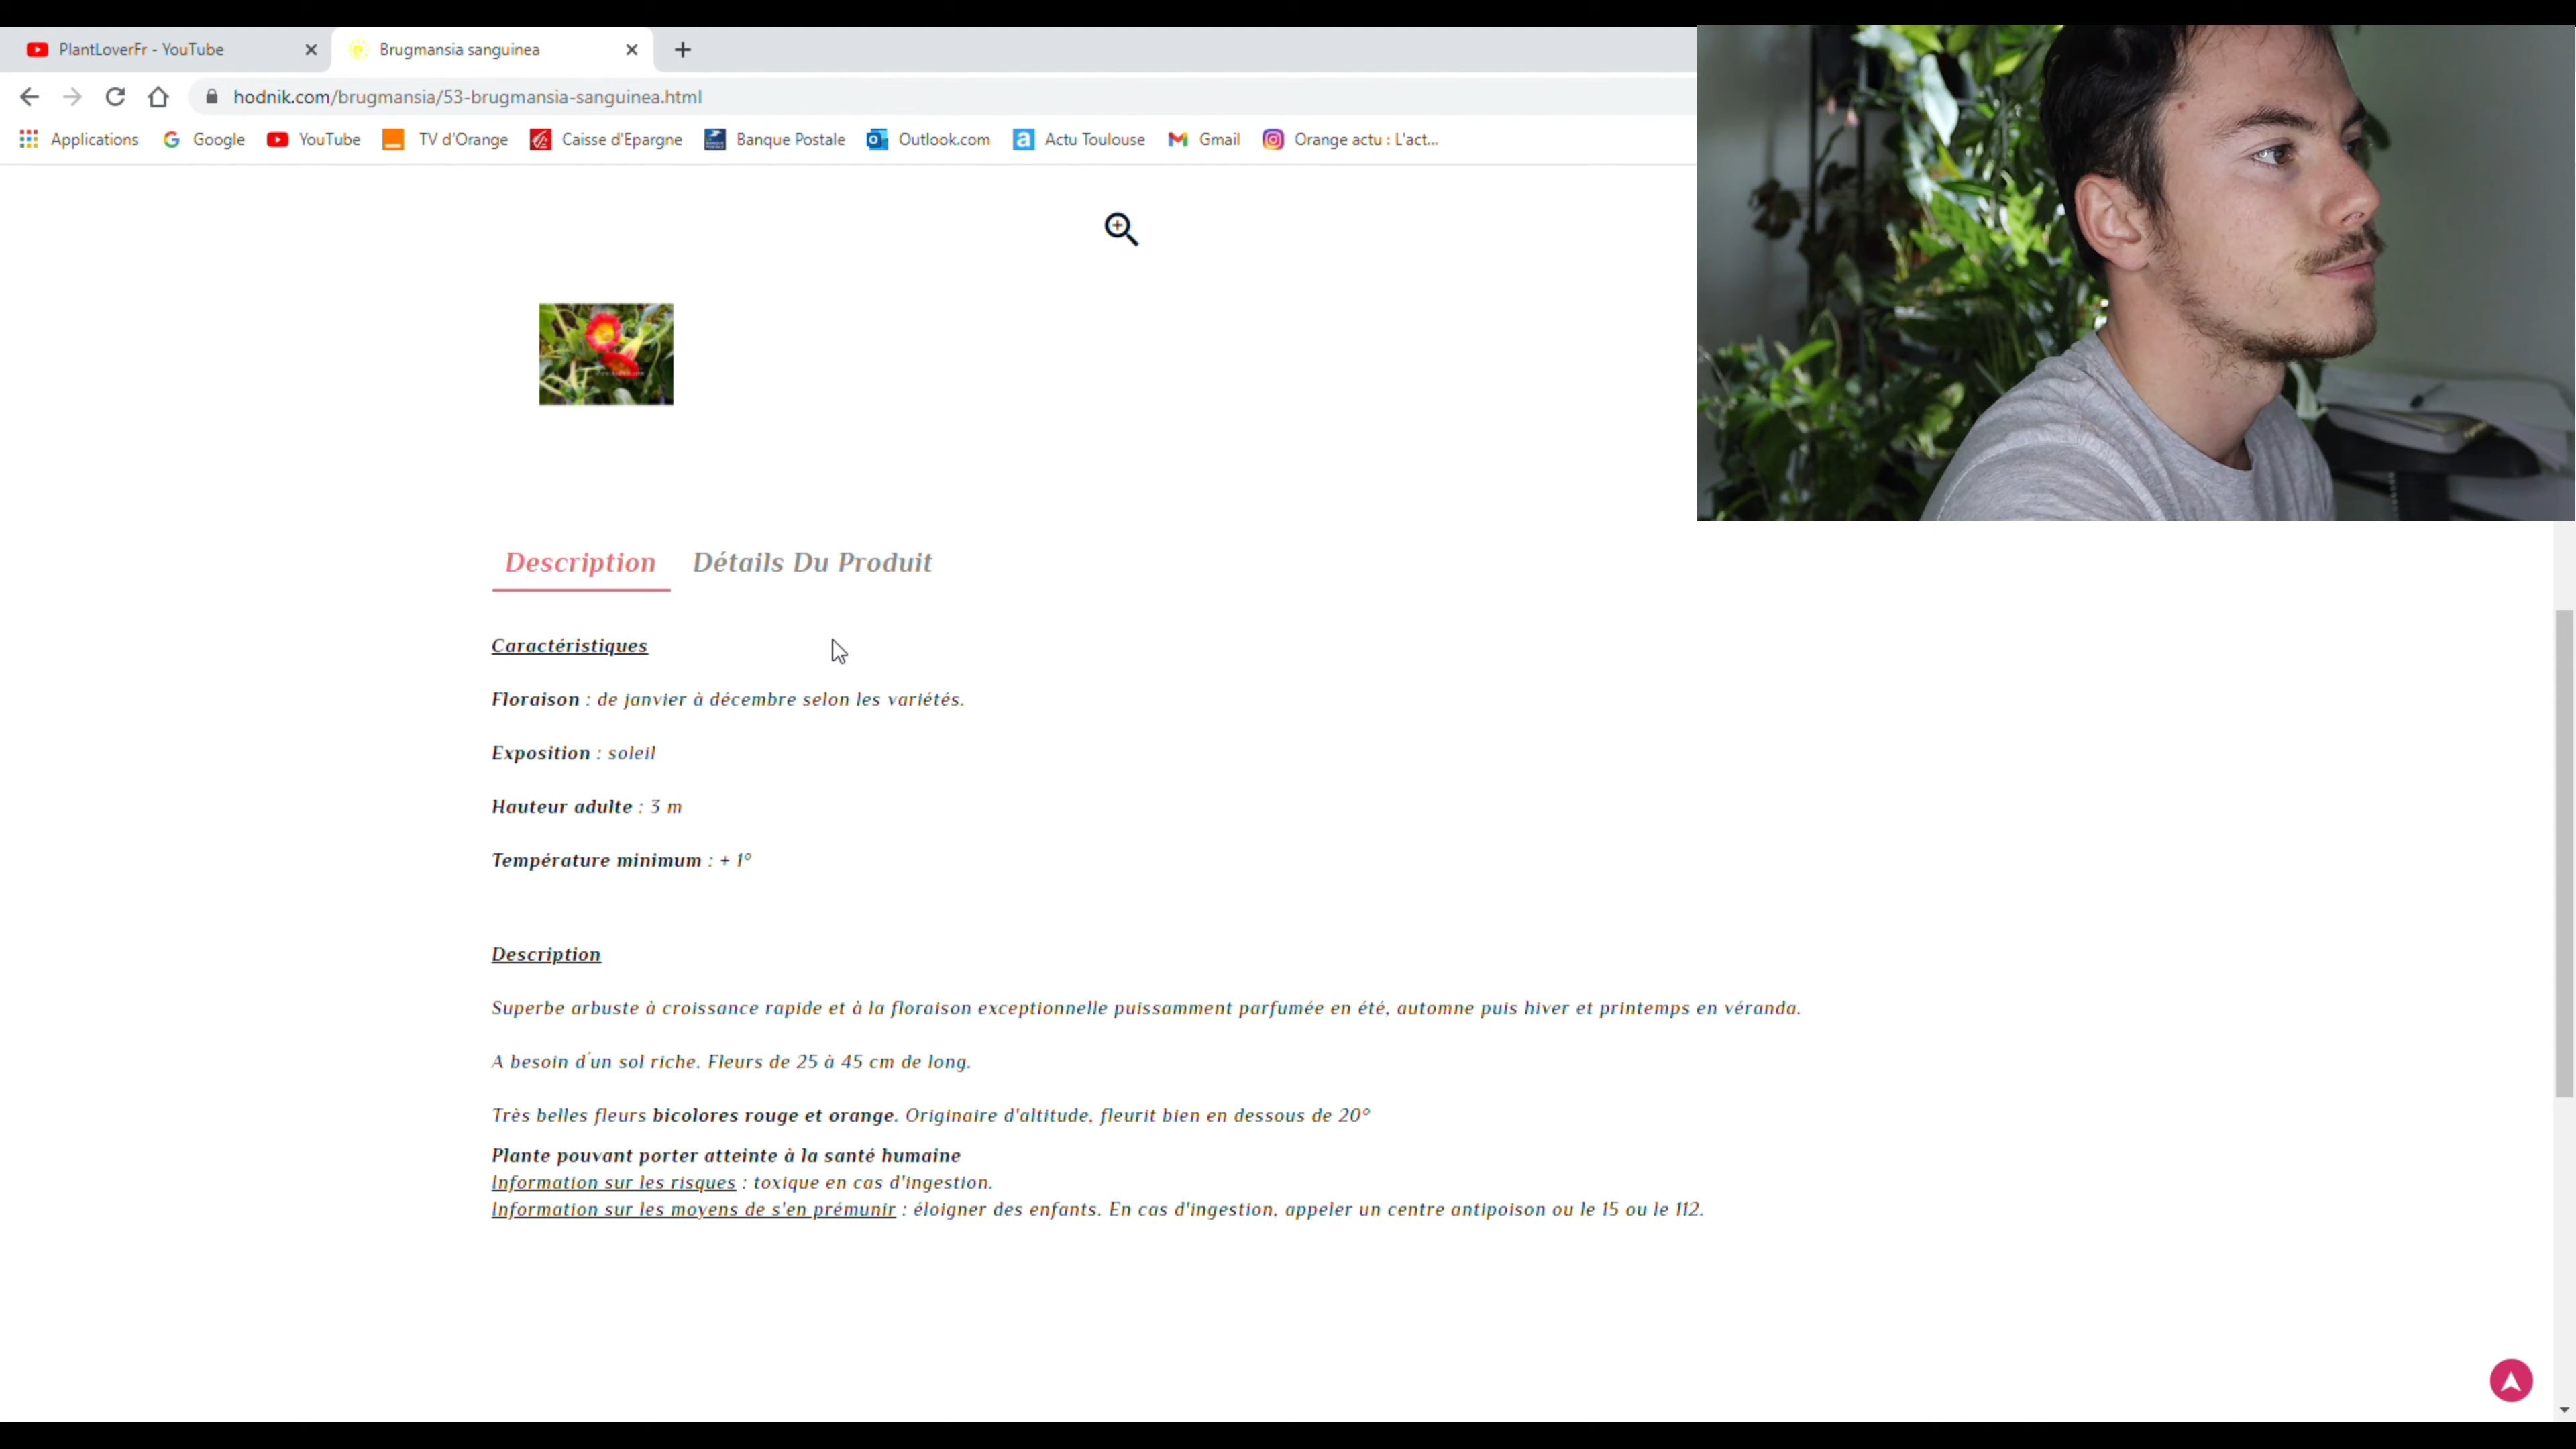 PlantLoverFr - YouTube
Brugmansia sanguinea
hodnik.com/brugmansia/53-brugmansia-sanguinea.html
Applications Google YouTube TV d'Orange Caisse d'Epargne Banque Postale Outlook.com Actu Toulouse Gmail Orange actu : L'act...
Description Détails Du Produit
Caractéristiques
Floraison : de janvier à décembre selon les variétés.
Exposition : soleil
Hauteur adulte : 3 m
Température minimum : + 1°
Description
Superbe arbuste à croissance rapide et à la floraison exceptionnelle puissamment parfumée en été, automne puis hiver et printemps en véranda.
A besoin d'un sol riche. Fleurs de 25 à 45 cm de long.
Très belles fleurs bicolores rouge et orange. Originaire d'altitude, fleurit bien en dessous de 20°
Plante pouvant porter atteinte à la santé humaine
Information sur les risques : toxique en cas d'ingestion.
Information sur les moyens de s'en prémunir : éloigner des enfants. En cas d'ingestion, appeler un centre antipoison ou le 15 ou le 112.